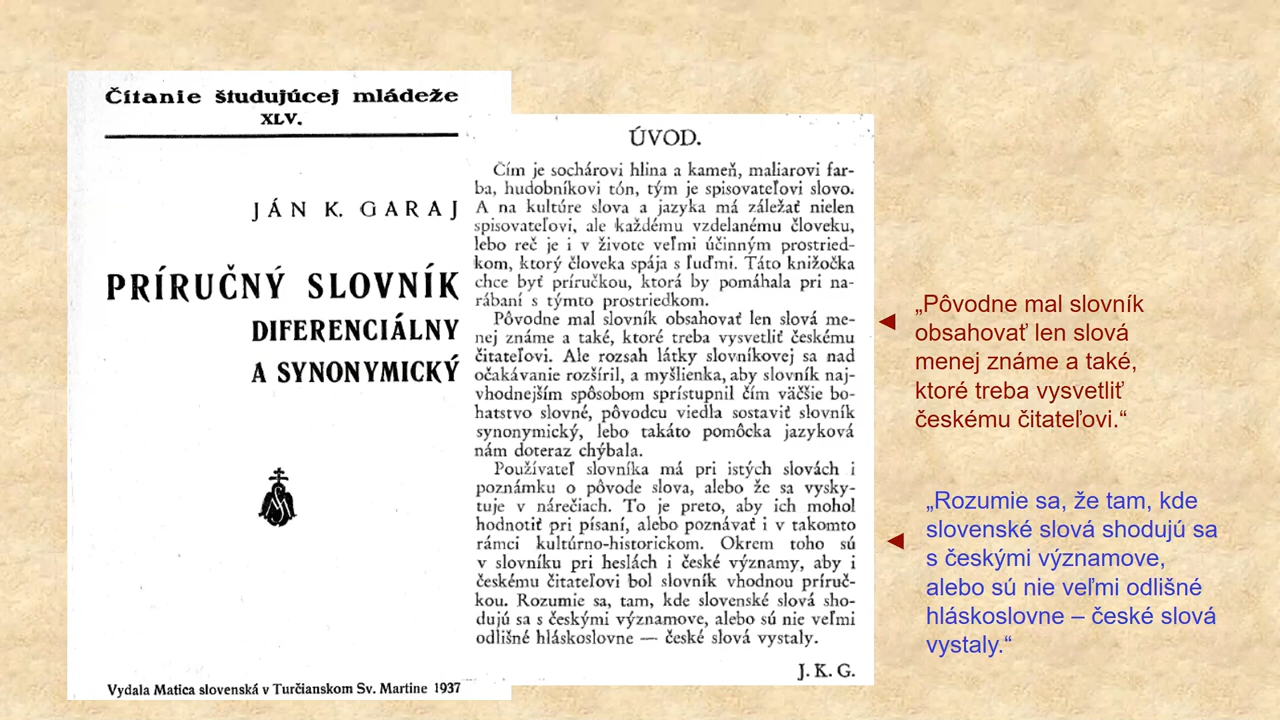 Čítanie študujúcej mládeže
XLV.
JÁN K. GARAJ
PRÍRUČNÝ SLOVNÍK
DIFERENCIÁLNY
A SYNONYMICKÝ
Vydala Matica slovenská v Turčianskom Sv. Martine 1937
ÚVOD.
Čím je sochárovi hlina a kameň, maliarovi far-
ba, hudobníkovi tón, tým je spisovateľovi slovo.
A na kultúre slova a jazyka má záležať nielen
spisovateľovi, ale každému vzdelanému človeku,
lebo reč je i v živote veľmi účinným prostried-
kom, ktorý človeka spája s ľuďmi. Táto knižočka
chce byť príručkou, ktorá by pomáhala pri na-
rábaní s týmto prostriedkom.
Pôvodne mal slovník obsahovať len slová me-
nej známe a také, ktoré treba vysvetliť českému
čitateľovi. Ale rozsah látky slovníkovej sa nad
očakávanie rozšíril, a myšlienka, aby slovník naj-
vhodnejším spôsobom sprístupnil čím väčšie bo-
hatstvo slovné, pôvodcu viedla sostaviť slovník
synonymický, lebo takáto pomôcka jazyková
nám doteraz chýbala.
Používateľ slovníka má pri istých slovách i
poznámku o pôvode slova, alebo že sa vysky-
tuje v nárečiach. To je preto, aby ich mohol
hodnotiť pri písaní, alebo poznávať i v takomto
rámci kultúrno-historickom. Okrem toho sú
v slovníku pri heslách i české významy, aby i
českému čitateľovi bol slovník vhodnou príruč-
kou. Rozumie sa, tam, kde slovenské slová sho-
dujú sa s českými významove, alebo sú nie veľmi
odlišné hláskoslovne — české slová vystaly.
J. K. G.
„Pôvodne mal slovník
obsahovať len slová
menej známe a také,
ktoré treba vysvetliť
českému čitateľovi.“
„Rozumie sa, že tam, kde
slovenské slová shodujú sa
s českými významove,
alebo sú nie veľmi odlišné
hláskoslovne – české slová
vystaly.“